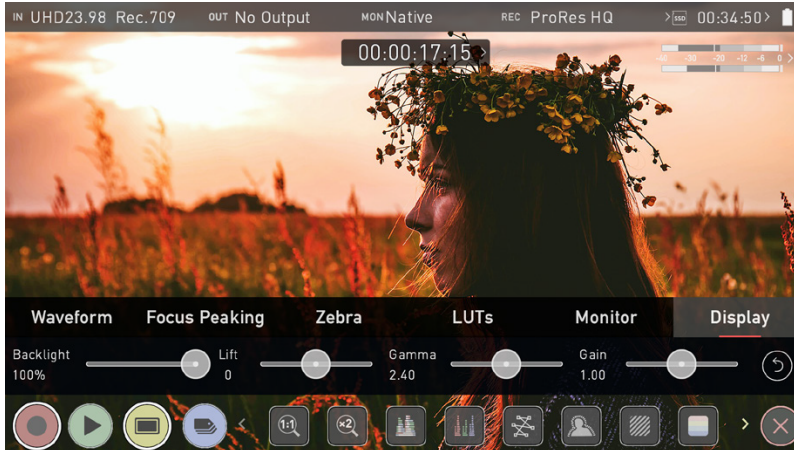 IN UHD23.98 Rec.709 OUT No Output MON Native REC ProRes HQ SSD 00:34:50
00:00:17:15
-60 -30 -20 -12 -6 0
Waveform Focus Peaking Zebra LUTs Monitor Display
Backlight Lift Gamma Gain
100% 0 2.40 1.00
1:1 ×2